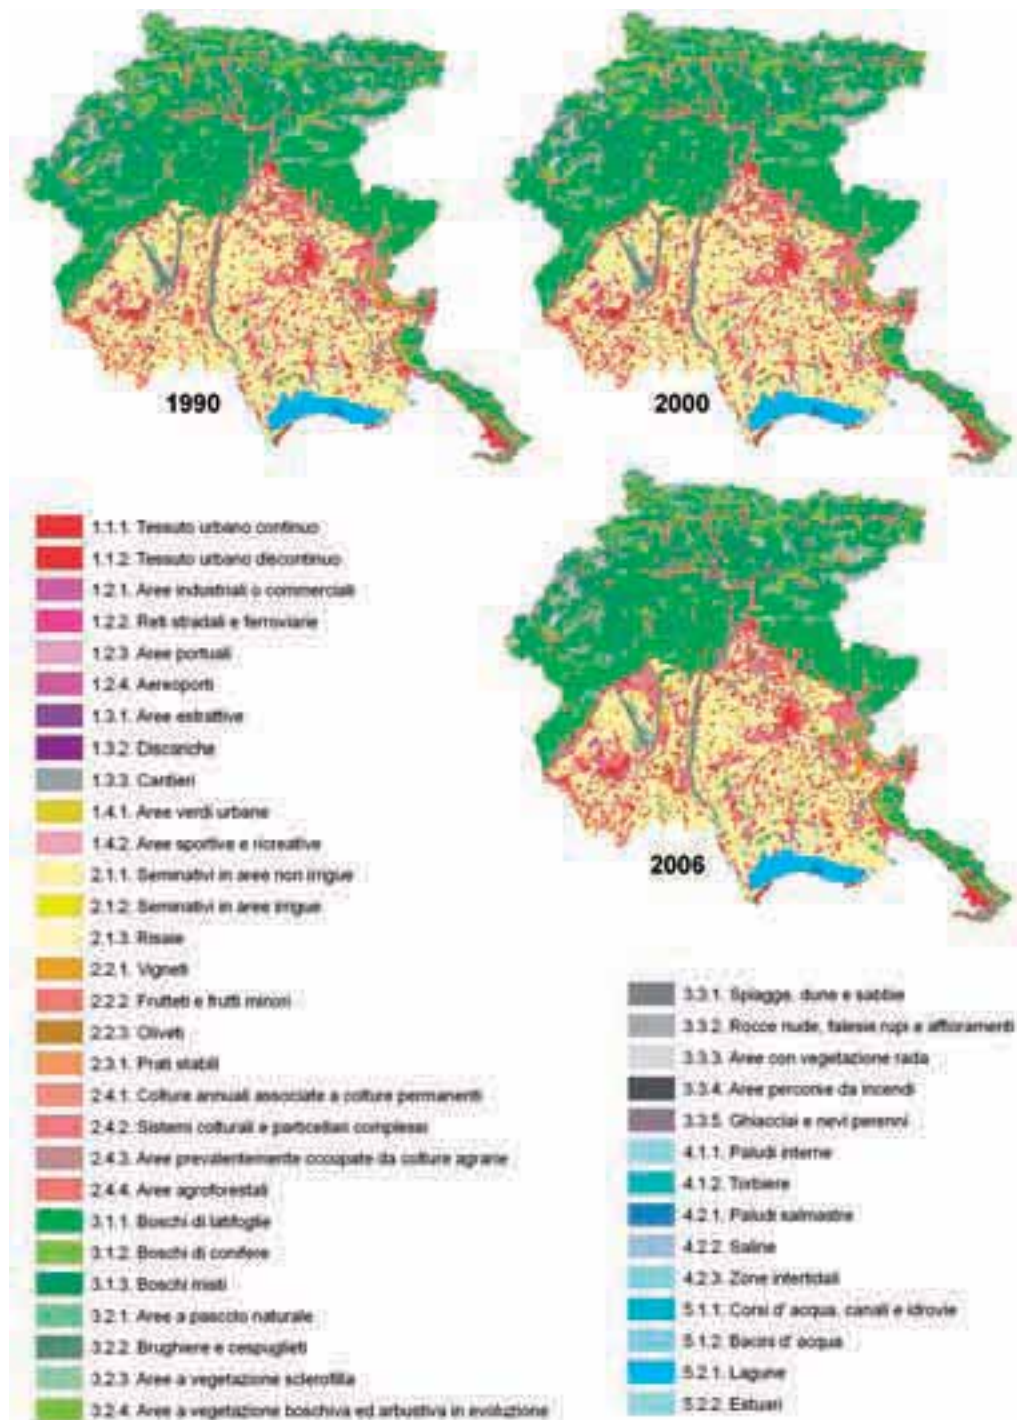 1990
2000
2006
1.1.1. Tessuto urbano continuo
1.1.2. Tessuto urbano discontinuo
1.2.1. Aree industriali o commerciali
1.2.2. Reti stradali e ferroviarie
1.2.3. Aree portuali
1.2.4. Aereoporti
1.3.1. Aree estrattive
1.3.2. Discariche
1.3.3. Cantieri
1.4.1. Aree verdi urbane
1.4.2. Aree sportive e ricreative
2.1.1. Seminativi in aree non irrigue
2.1.2. Seminativi in aree irrigue
2.1.3. Risaie
2.2.1. Vigneti
2.2.2. Frutteti e frutti minori
2.2.3. Oliveti
2.3.1. Prati stabili
2.4.1. Colture annuali associate a colture permanenti
2.4.2. Sistemi colturali e particellari complessi
2.4.3. Aree prevalentemente occupate da colture agrarie
2.4.4. Aree agroforestali
3.1.1. Boschi di latifoglie
3.1.2. Boschi di conifere
3.1.3. Boschi misti
3.2.1. Aree a pascolo naturale
3.2.2. Brughiere e cespuglieti
3.2.3. Aree a vegetazione sclerofilla
3.2.4. Aree a vegetazione boschiva ed arbustiva in evoluzione
3.3.1. Spiagge, dune e sabbie
3.3.2. Rocce nude, falesie rupi e affioramenti
3.3.3. Aree con vegetazione rada
3.3.4. Aree percorse da incendi
3.3.5. Ghiacciai e nevi perenni
4.1.1. Paludi interne
4.1.2. Torbiere
4.2.1. Paludi salmastre
4.2.2. Saline
4.2.3. Zone intertidali
5.1.1. Corsi d' acqua, canali e idrovie
5.1.2. Bacini d' acqua
5.2.1. Lagune
5.2.2. Estuari